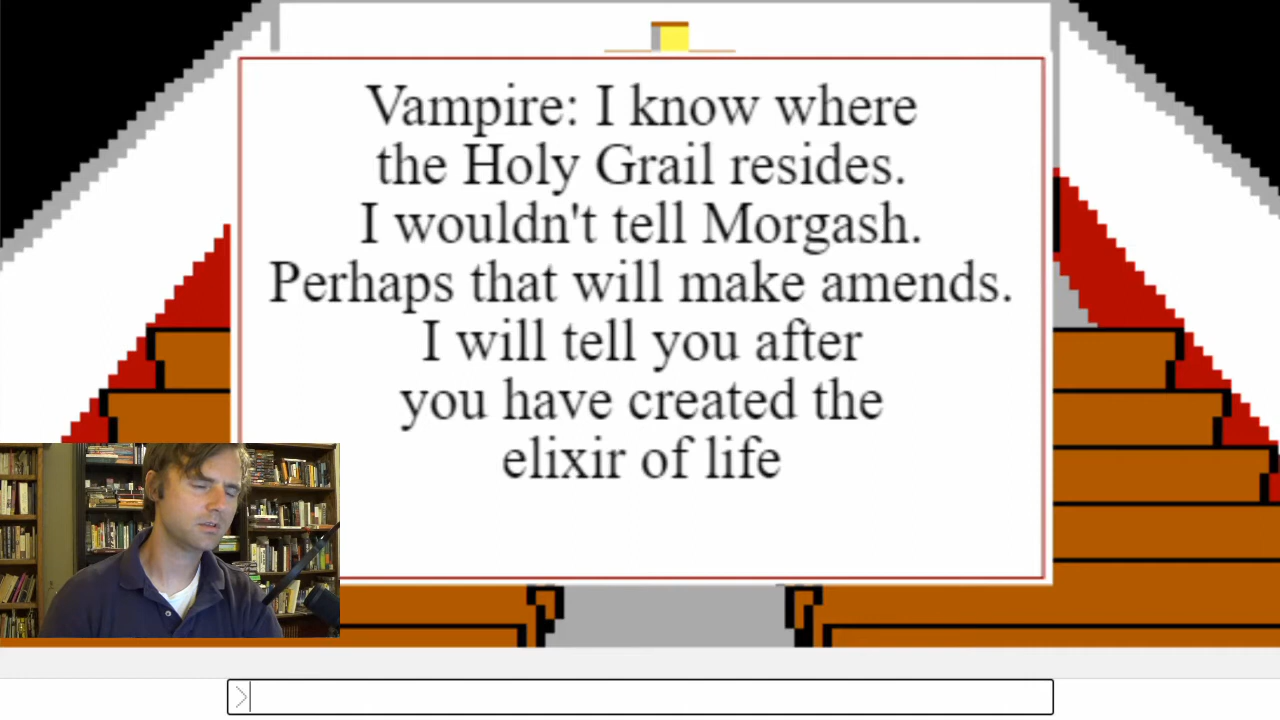 Vampire: I know where
the Holy Grail resides.
I wouldn't tell Morgash.
Perhaps that will make amends.
I will tell you after
you have created the
elixir of life
>